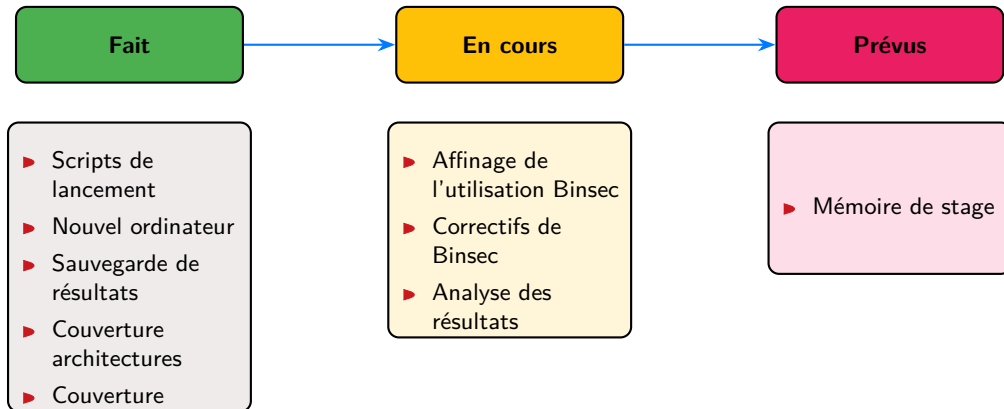 Fait
En cours
Prévus
Scripts de
lancement
Nouvel ordinateur
Sauvegarde de
résultats
Couverture
architectures
Couverture
Affinage de
l'utilisation Binsec
Correctifs de
Binsec
Analyse des
résultats
Mémoire de stage